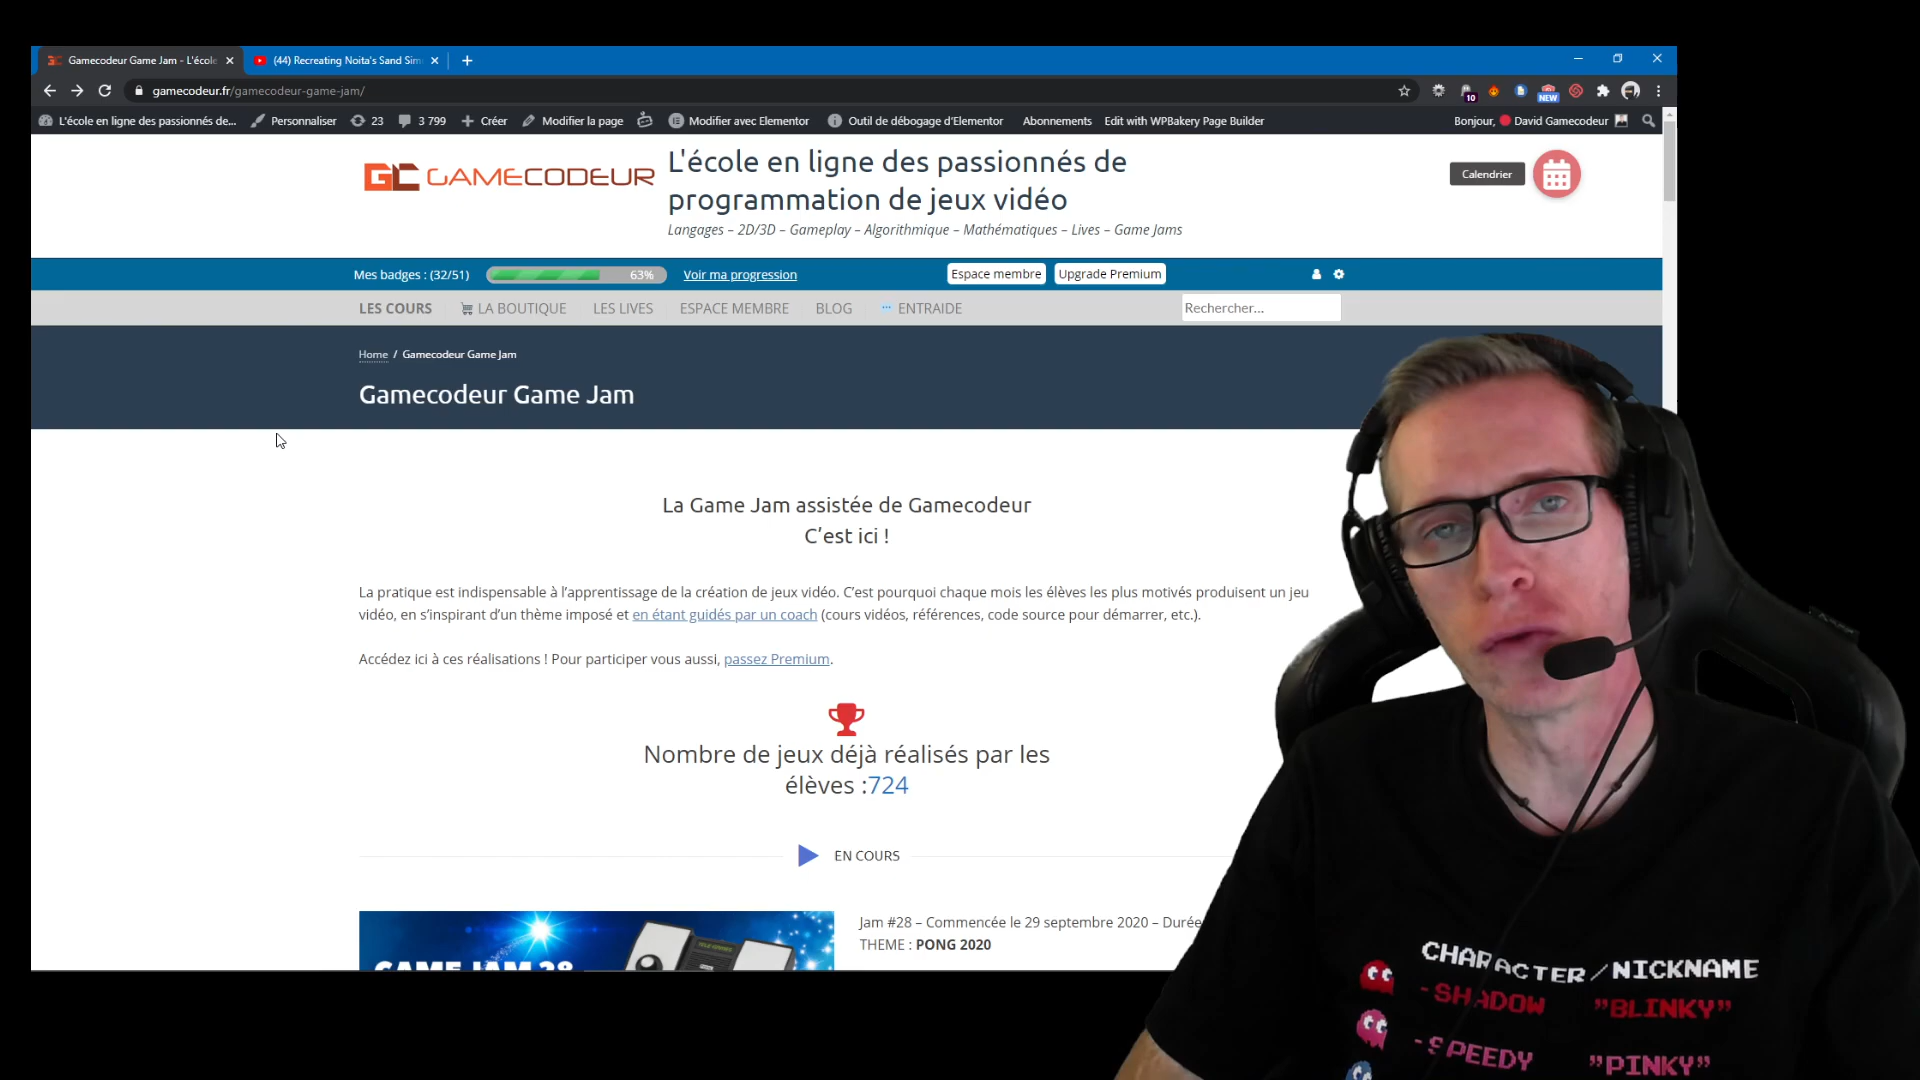 Gamecodeur Game Jam - L'école
(44) Recreating Noita's Sand Sim
gamecodeur.fr/gamecodeur-game-jam/
10
NEW
L'école en ligne des passionnés de...
Personnaliser
23
3 799
Créer
Modifier la page
Modifier avec Elementor
Outil de débogage d'Elementor
Abonnements
Edit with WPBakery Page Builder
Bonjour, David Gamecodeur
GC GAMECODEUR
L'école en ligne des passionnés de
programmation de jeux vidéo
Langages – 2D/3D – Gameplay – Algorithmique – Mathématiques – Lives – Game Jams
Calendrier
Mes badges : (32/51)
63%
Voir ma progression
Espace membre
Upgrade Premium
LES COURS
LA BOUTIQUE
LES LIVES
ESPACE MEMBRE
BLOG
ENTRAIDE
Rechercher...
Home / Gamecodeur Game Jam
Gamecodeur Game Jam
La Game Jam assistée de Gamecodeur
C'est ici !
La pratique est indispensable à l'apprentissage de la création de jeux vidéo. C'est pourquoi chaque mois les élèves les plus motivés produisent un jeu
vidéo, en s'inspirant d'un thème imposé et en étant guidés par un coach (cours vidéos, références, code source pour démarrer, etc.).
Accédez ici à ces réalisations ! Pour participer vous aussi, passez Premium.
Nombre de jeux déjà réalisés par les
élèves :724
EN COURS
GAME JAM 28
TELE-GAMES
Jam #28 – Commencée le 29 septembre 2020 – Durée
THEME : PONG 2020
CHARACTER/NICKNAME
-SHADOW "BLINKY"
-SPEEDY "PINKY"